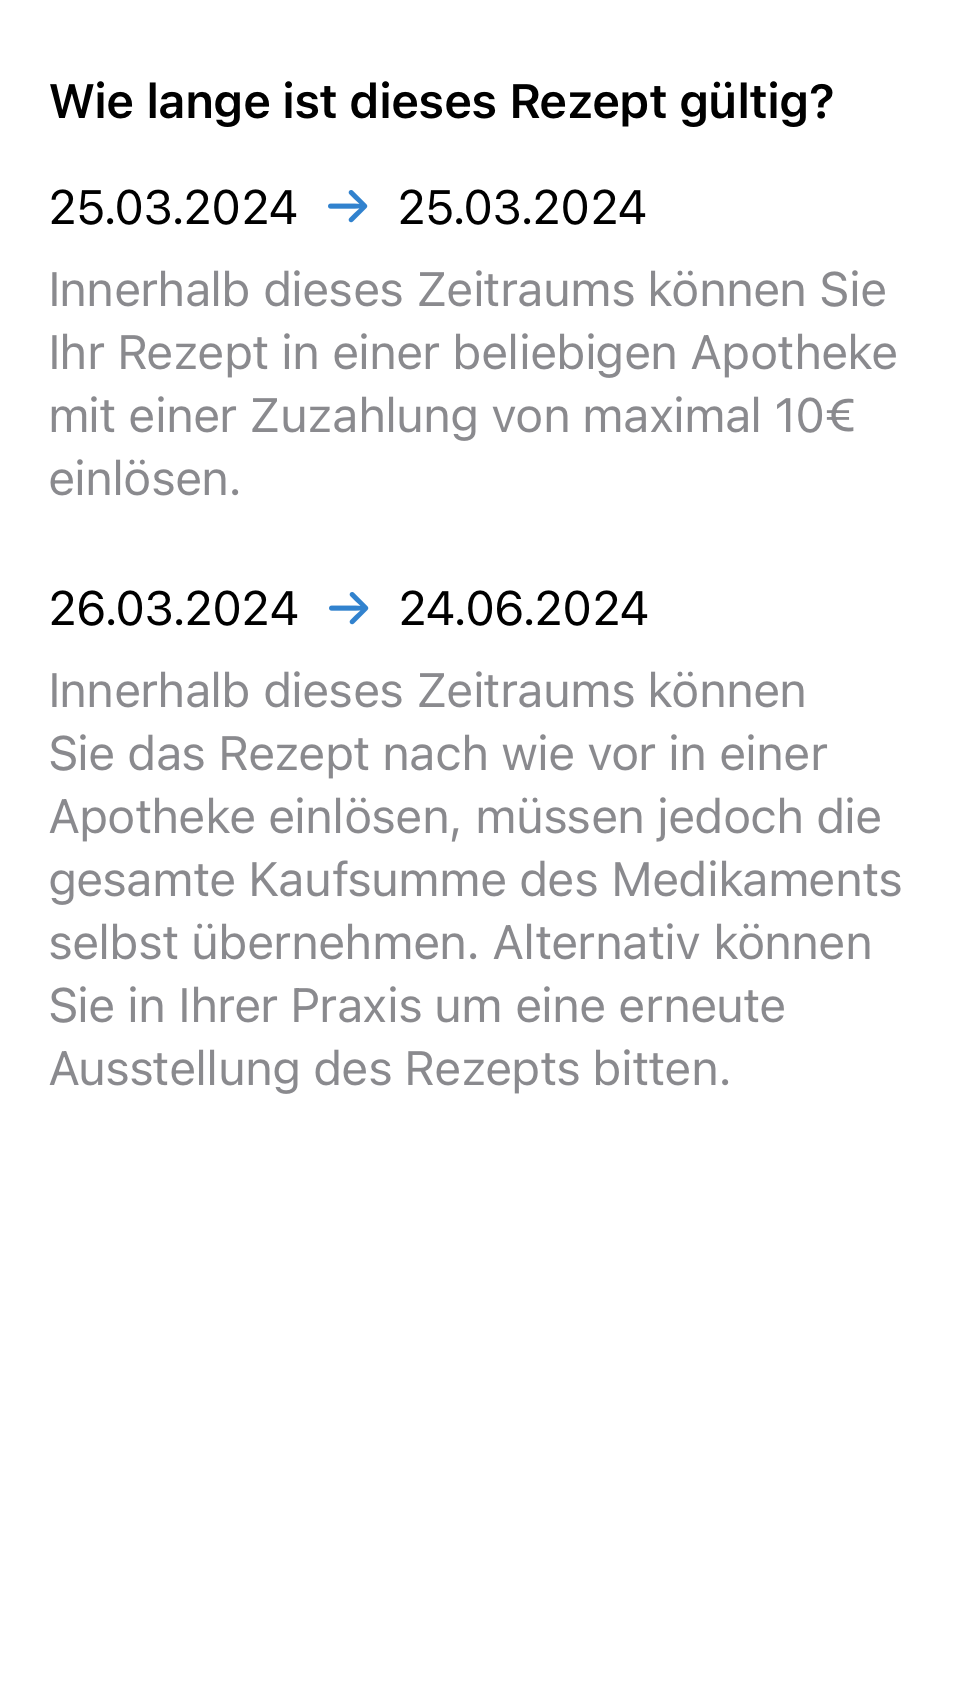 Wie lange ist dieses Rezept gültig?
25.03.2024 → 25.03.2024
Innerhalb dieses Zeitraums können Sie
Ihr Rezept in einer beliebigen Apotheke
mit einer Zuzahlung von maximal 10€
einlösen.
26.03.2024 → 24.06.2024
Innerhalb dieses Zeitraums können
Sie das Rezept nach wie vor in einer
Apotheke einlösen, müssen jedoch die
gesamte Kaufsumme des Medikaments
selbst übernehmen. Alternativ können
Sie in Ihrer Praxis um eine erneute
Ausstellung des Rezepts bitten.